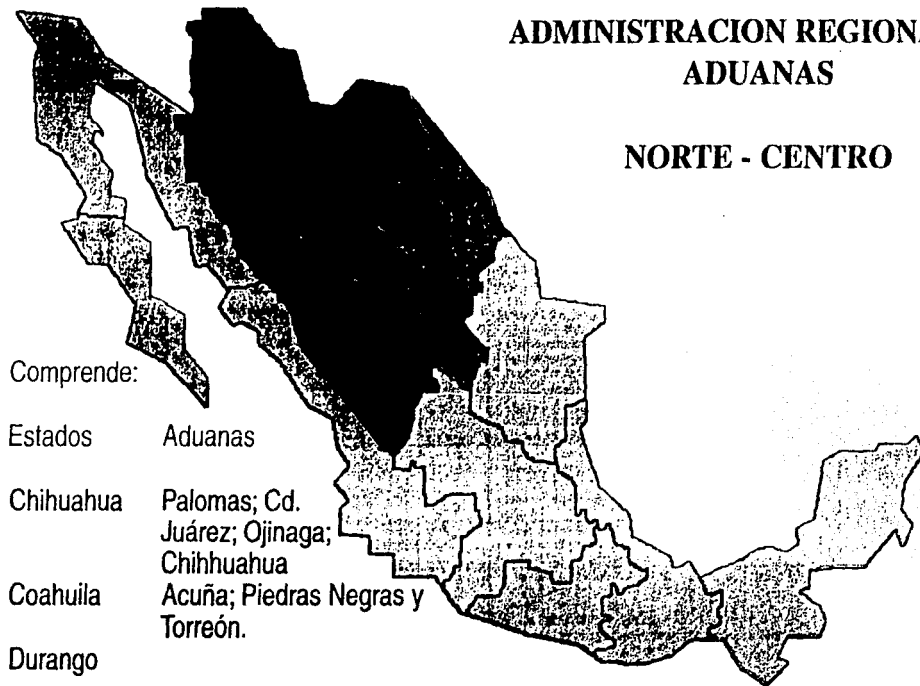 ADMINISTRACION REGION
ADUANAS
NORTE - CENTRO
Comprende:
Estados Aduanas
Chihuahua Palomas; Cd.
Juárez; Ojinaga;
Chihhuahua
Coahuila Acuña; Piedras Negras y
Torreón.
Durango